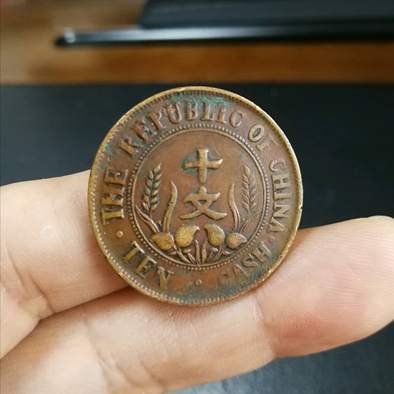 THE REPUBLIC OF CHINA
十文
TEN CASH